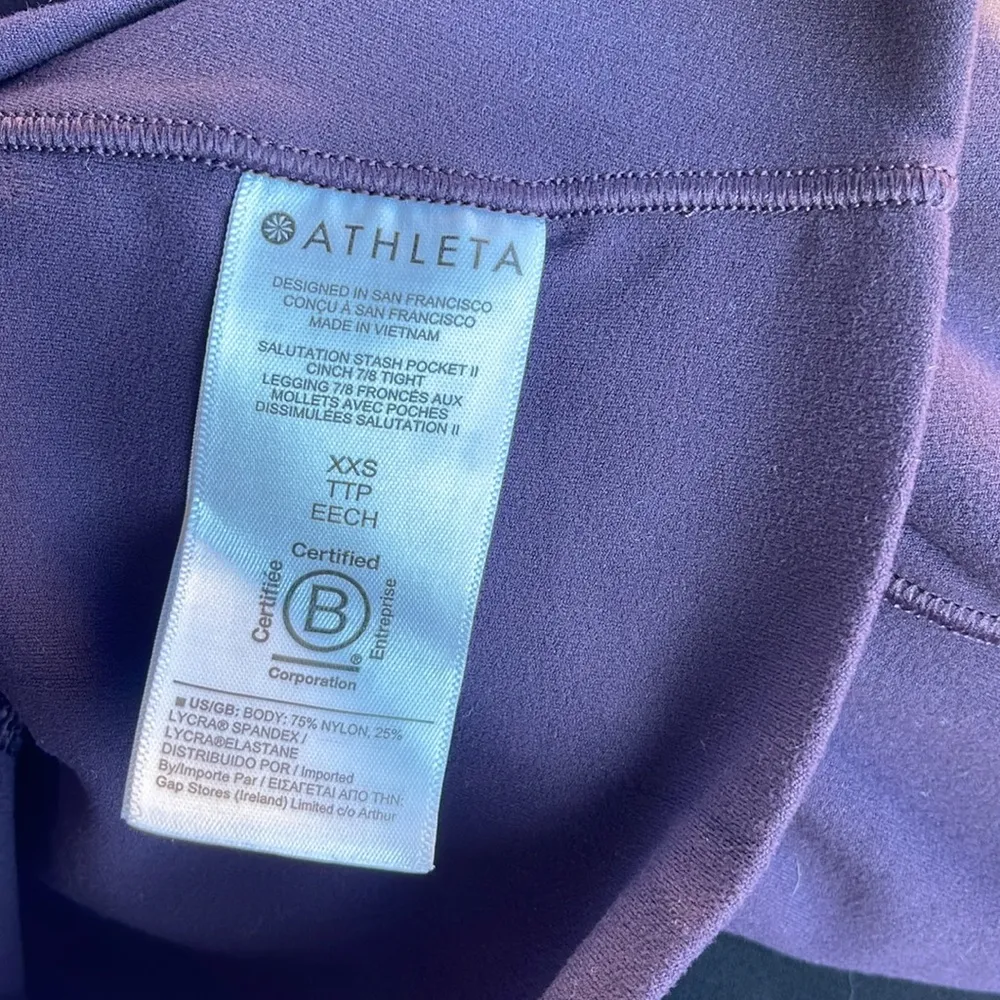 ATHLETA
DESIGNED IN SAN FRANCISCO
CONÇU À SAN FRANCISCO
MADE IN VIETNAM
SALUTATION STASH POCKET II
CINCH 7/8 TIGHT
LEGGING 7/8 FRONCÉS AUX
MOLLETS AVEC POCHES
DISSIMULÉES SALUTATION II
XXS
TTP
EECH
Certified
Certifiée
B
Entreprise
®
Corporation
US/GB: BODY: 75% NYLON, 25%
LYCRA® SPANDEX /
LYCRA®ELASTANE
DISTRIBUIDO POR / Imported
By/Importe Par / ΕΙΣΑΓΕΤΑΙ ΑΠΟ ΤΗΝ:
Gap Stores (Ireland) Limited c/o Arthur